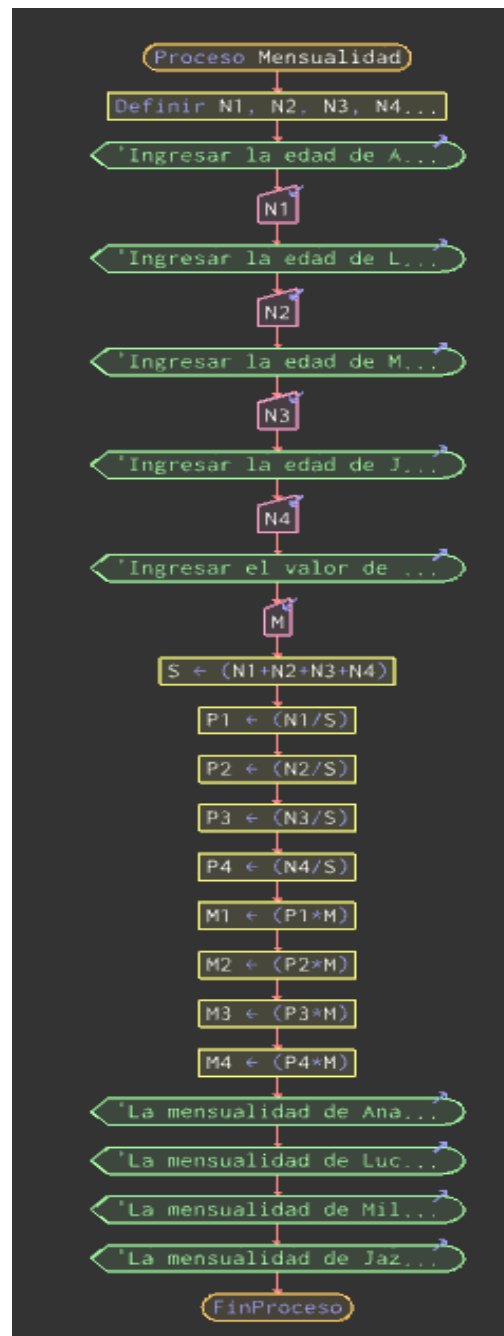 Proceso Mensualidad
Definir N1, N2, N3, N4...
'Ingresar la edad de A...
N1
'Ingresar la edad de L...
N2
'Ingresar la edad de M...
N3
'Ingresar la edad de J...
N4
'Ingresar el valor de ...
M
S ← (N1+N2+N3+N4)
P1 ← (N1/S)
P2 ← (N2/S)
P3 ← (N3/S)
P4 ← (N4/S)
M1 ← (P1*M)
M2 ← (P2*M)
M3 ← (P3*M)
M4 ← (P4*M)
'La mensualidad de Ana...
'La mensualidad de Luc...
'La mensualidad de Mil...
'La mensualidad de Jaz...
FinProceso